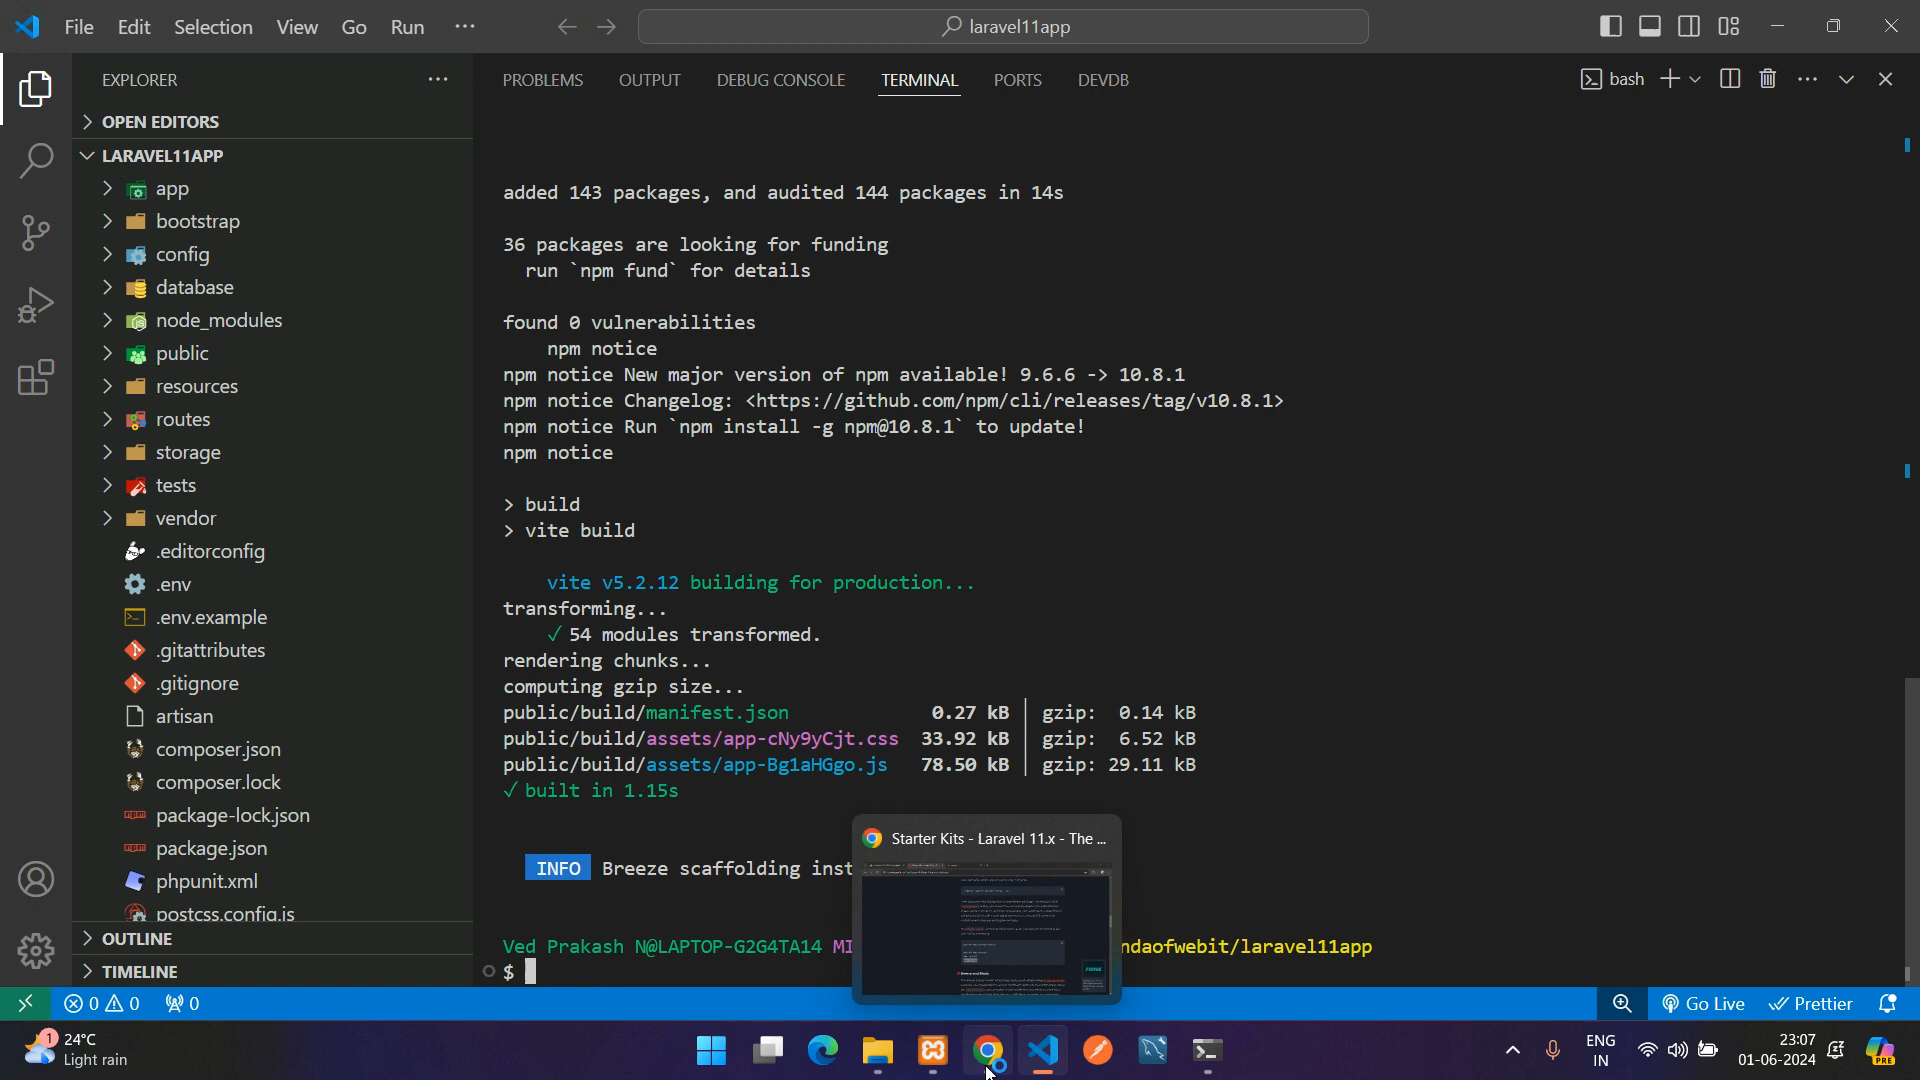 File Edit Selection View Go Run ···
laravel11app
EXPLORER
OPEN EDITORS
LARAVEL11APP
app
bootstrap
config
database
node_modules
public
resources
routes
storage
tests
vendor
.editorconfig
.env
.env.example
.gitattributes
.gitignore
artisan
composer.json
composer.lock
package-lock.json
package.json
phpunit.xml
postcss.config.js
OUTLINE
TIMELINE
PROBLEMS OUTPUT DEBUG CONSOLE TERMINAL PORTS DEVDB
bash
added 143 packages, and audited 144 packages in 14s
36 packages are looking for funding
run `npm fund` for details
found 0 vulnerabilities
npm notice
npm notice New major version of npm available! 9.6.6 -> 10.8.1
npm notice Changelog: <https://github.com/npm/cli/releases/tag/v10.8.1>
npm notice Run `npm install -g npm@10.8.1` to update!
npm notice
> build
> vite build
vite v5.2.12 building for production...
transforming...
✓ 54 modules transformed.
rendering chunks...
computing gzip size...
public/build/manifest.json 0.27 kB │ gzip: 0.14 kB
public/build/assets/app-cNy9yCjt.css 33.92 kB │ gzip: 6.52 kB
public/build/assets/app-Bg1aHGgo.js 78.50 kB │ gzip: 29.11 kB
✓ built in 1.15s
INFO Breeze scaffolding inst
Starter Kits - Laravel 11.x - The ...
Ved Prakash N@LAPTOP-G2G4TA14 MI
ndaofwebit/laravel11app
$
0 0 0
Go Live Prettier
1
24°C
Light rain
PRE
ENG
IN
23:07
01-06-2024